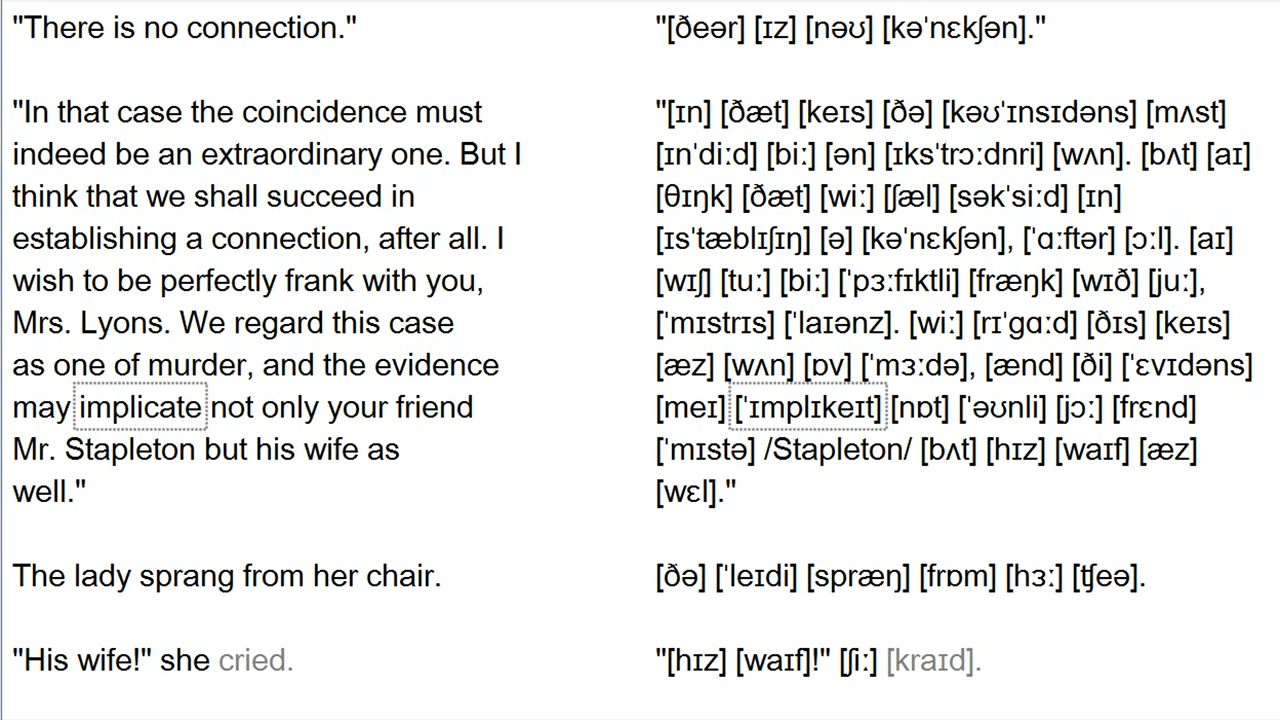 "There is no connection."
"In that case the coincidence must
indeed be an extraordinary one. But I
think that we shall succeed in
establishing a connection, after all. I
wish to be perfectly frank with you,
Mrs. Lyons. We regard this case
as one of murder, and the evidence
may implicate not only your friend
Mr. Stapleton but his wife as
well."
The lady sprang from her chair.
"His wife!" she cried.
"[ðeər] [ɪz] [nəʊ] [kəˈnɛkʃən]."
"[ɪn] [ðæt] [keɪs] [ðə] [kəʊˈɪnsɪdəns] [mʌst]
[ɪnˈdiːd] [biː] [ən] [ɪksˈtrɔːdnri] [wʌn]. [bʌt] [aɪ]
[θɪŋk] [ðæt] [wiː] [ʃæl] [səkˈsiːd] [ɪn]
[ɪsˈtæblɪʃɪŋ] [ə] [kəˈnɛkʃən], [ˈɑːftər] [ɔːl]. [aɪ]
[wɪʃ] [tuː] [biː] [ˈpɜːfɪktli] [fræŋk] [wɪð] [juː],
[ˈmɪstrɪs] [ˈlaɪənz]. [wiː] [rɪˈgɑːd] [ðɪs] [keɪs]
[æz] [wʌn] [ɒv] [ˈmɜːdə], [ænd] [ði] [ˈɛvɪdəns]
[meɪ] [ˈɪmplɪkeɪt] [nɒt] [ˈəʊnli] [jɔː] [frɛnd]
[ˈmɪstə] /Stapleton/ [bʌt] [hɪz] [waɪf] [æz]
[wɛl]."
[ðə] [ˈleɪdi] [spræŋ] [frɒm] [hɜː] [ʧeə].
"[hɪz] [waɪf]!" [ʃiː] [kraɪd].